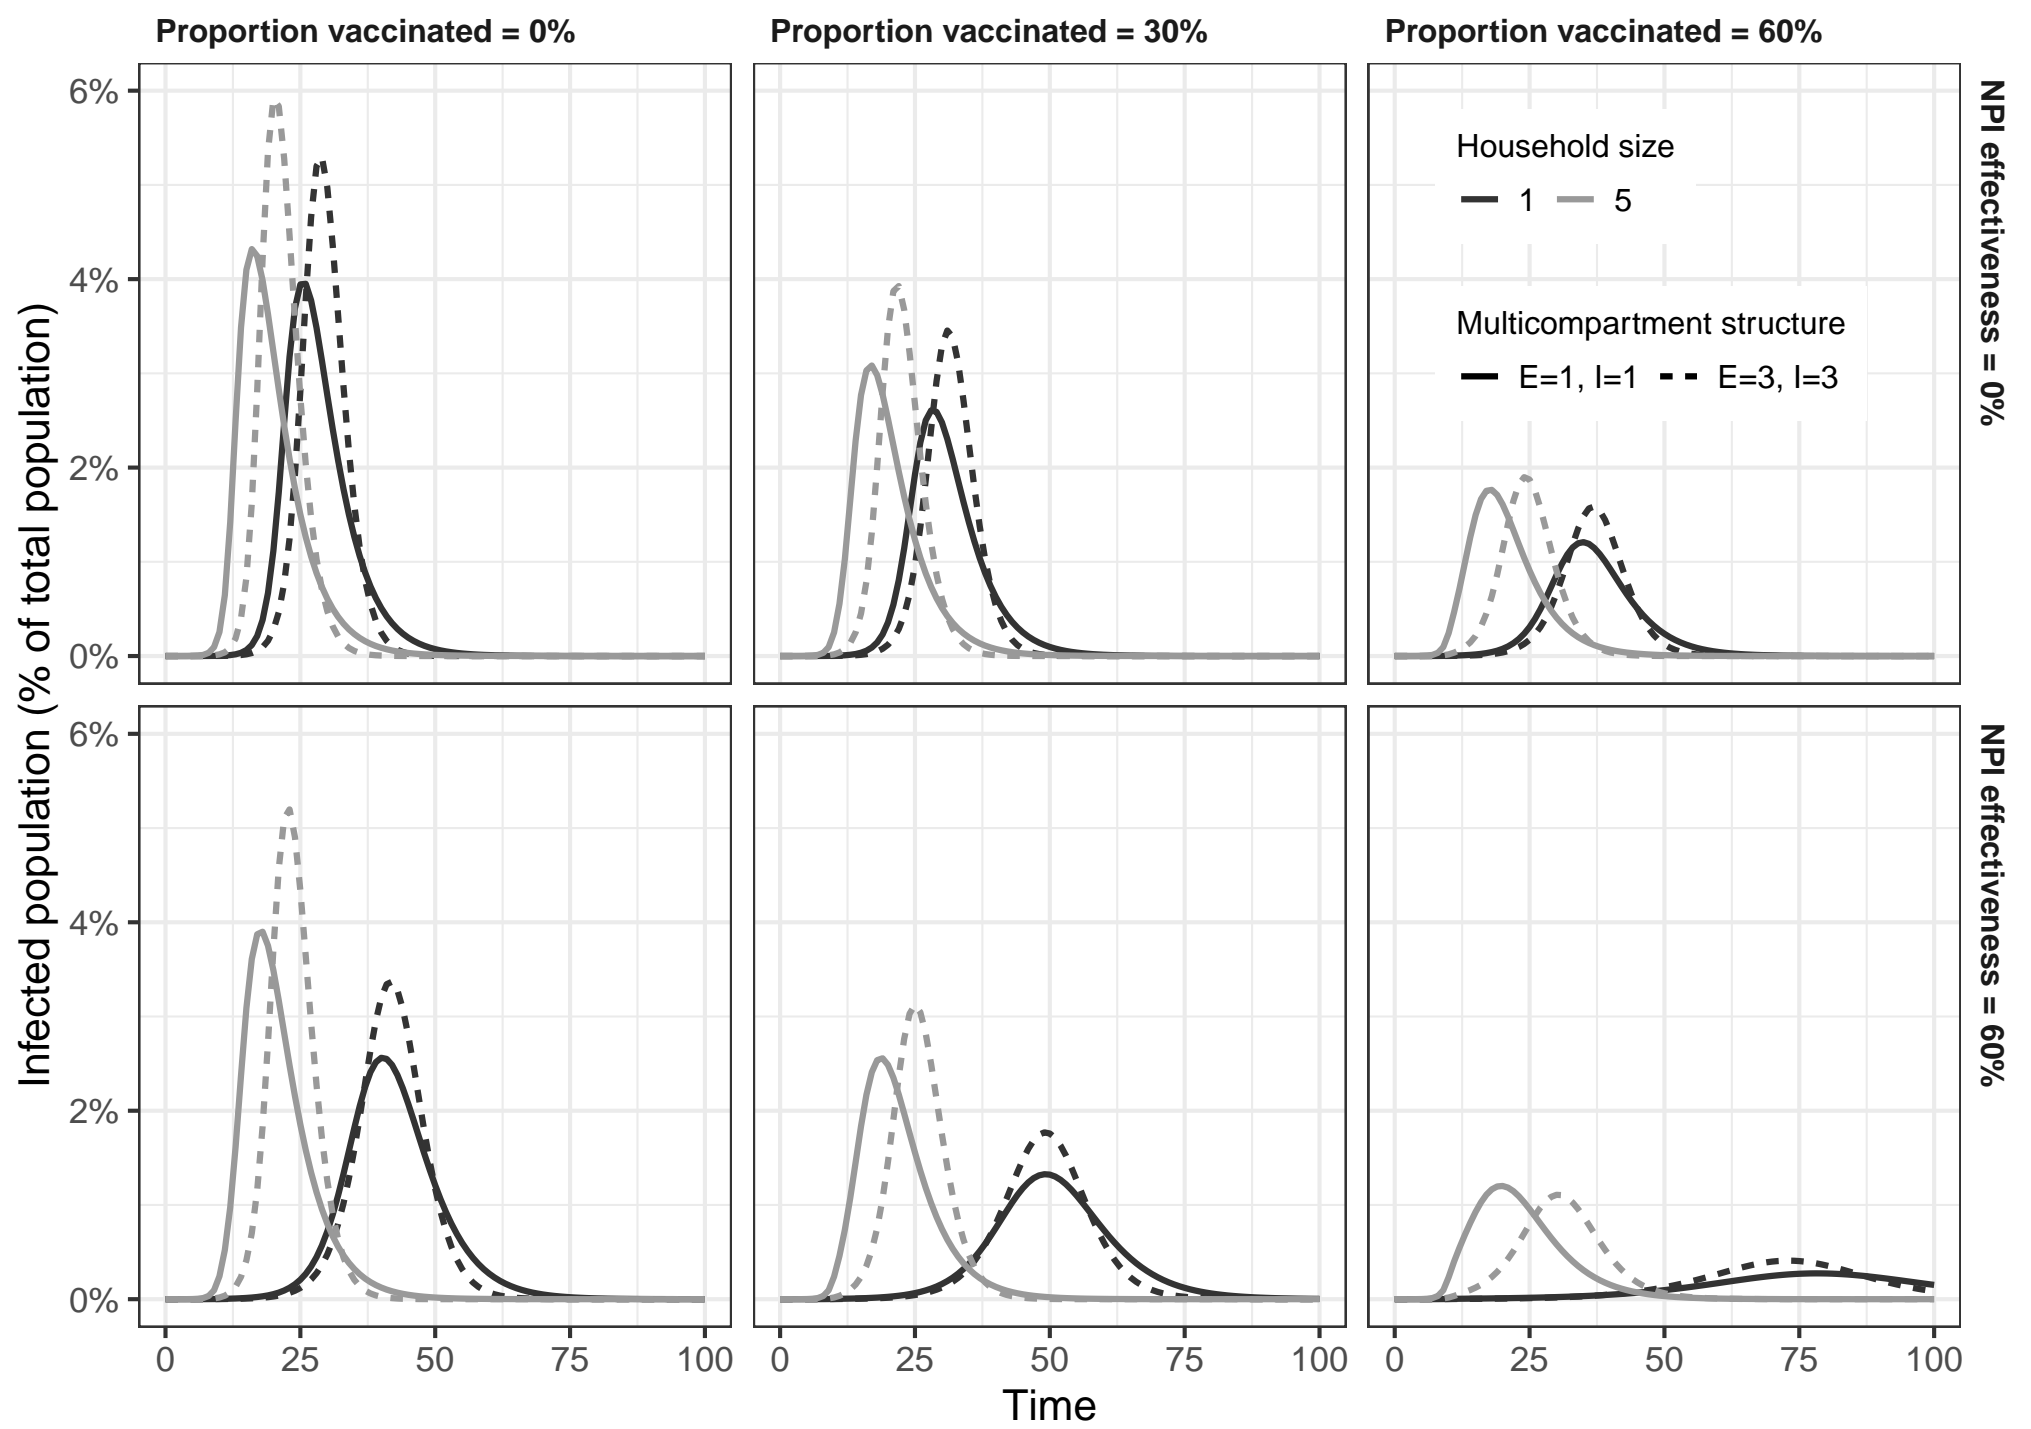 Proportion vaccinated = 0%
Proportion vaccinated = 30%
Proportion vaccinated = 60%
Infected population (% of total population)
6%
4%
2%
0%
Household size
1 5
Multicompartment structure
E=1, I=1 E=3, I=3
NPI effectiveness = 0%
6%
4%
2%
0%
NPI effectiveness = 60%
0 25 50 75 100
0 25 50 75 100
0 25 50 75 100
Time